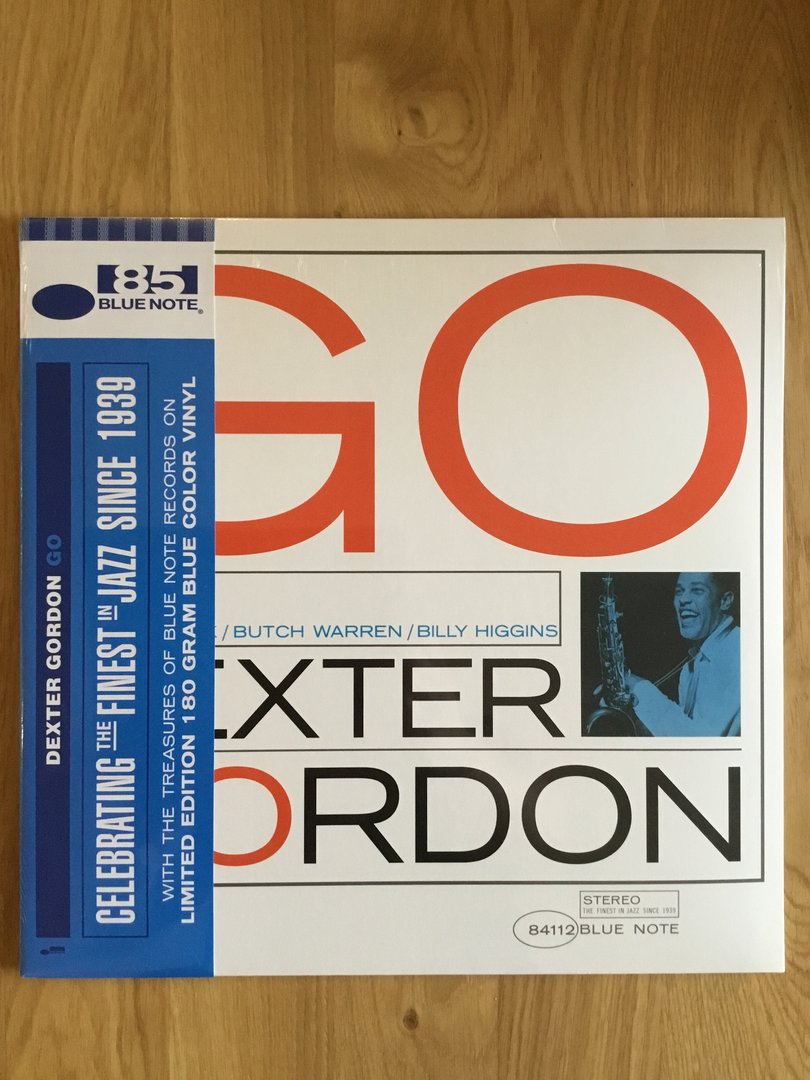 85
BLUE NOTE®
DEXTER GORDON GO
CELEBRATING THE FINEST IN JAZZ SINCE 1939
WITH THE TREASURES OF BLUE NOTE RECORDS ON
LIMITED EDITION 180 GRAM BLUE COLOR VINYL
GO
/BUTCH WARREN/BILLY HIGGINS
EXTER
ORDON
STEREO
THE FINEST IN JAZZ SINCE 1939
84112 BLUE NOTE